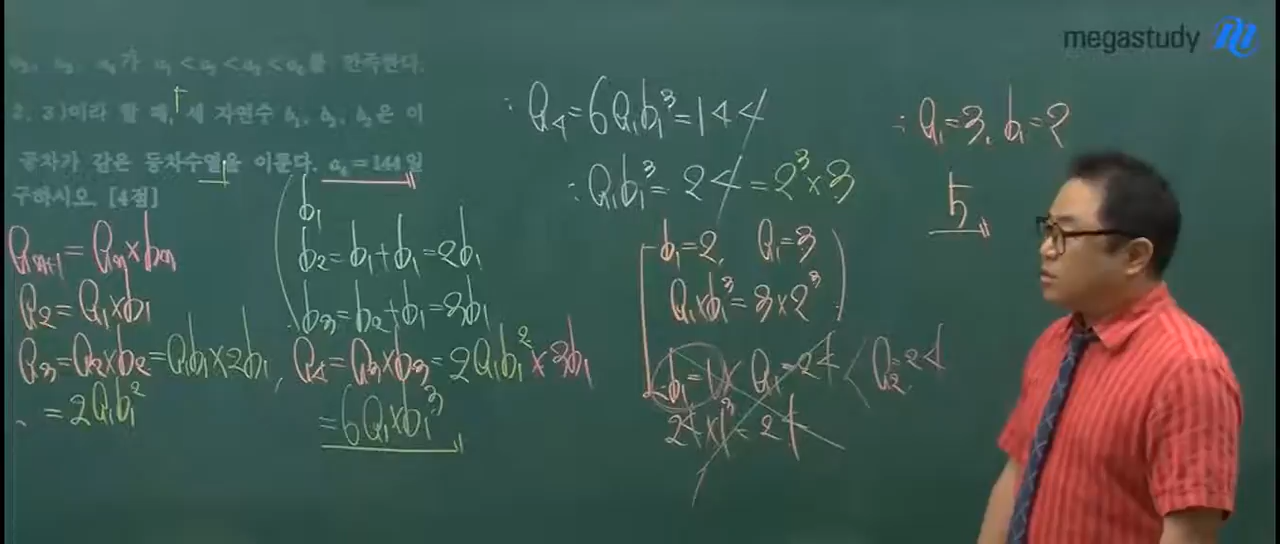 megastudy
가 a₁ < a₂ < a₃ < a₄를 만족한다.
2, 3)이라 할 때, 세 자연수 b₁, b₂, b₃은 이
공차가 같은 등차수열을 이룬다. a₄ = 144일
구하시오. [4점]
aₙ₊₁ = aₙ × bₙ
a₂ = a₁ × b₁
a₃ = a₂ × b₂ = a₁b₁ × 2b₁,
∴ = 2a₁b₁²
b₁
b₂ = b₁ + b₁ = 2b₁
b₃ = b₂ + b₁ = 3b₁
a₄ = a₃ × b₃ = 2a₁b₁² × 3b₁
= 6a₁ × b₁³
∴ a₄ = 6a₁b₁³ = 144
∴ a₁b₁³ = 24 = 2³ × 3
b₁ = 2, a₁ = 3
a₁ × b₁³ = 3 × 2³
b₁ = 1, a₁ = 24 < a₂ = 24
24 × 1³ = 24
∴ a₁ = 3, b₁ = 2
5